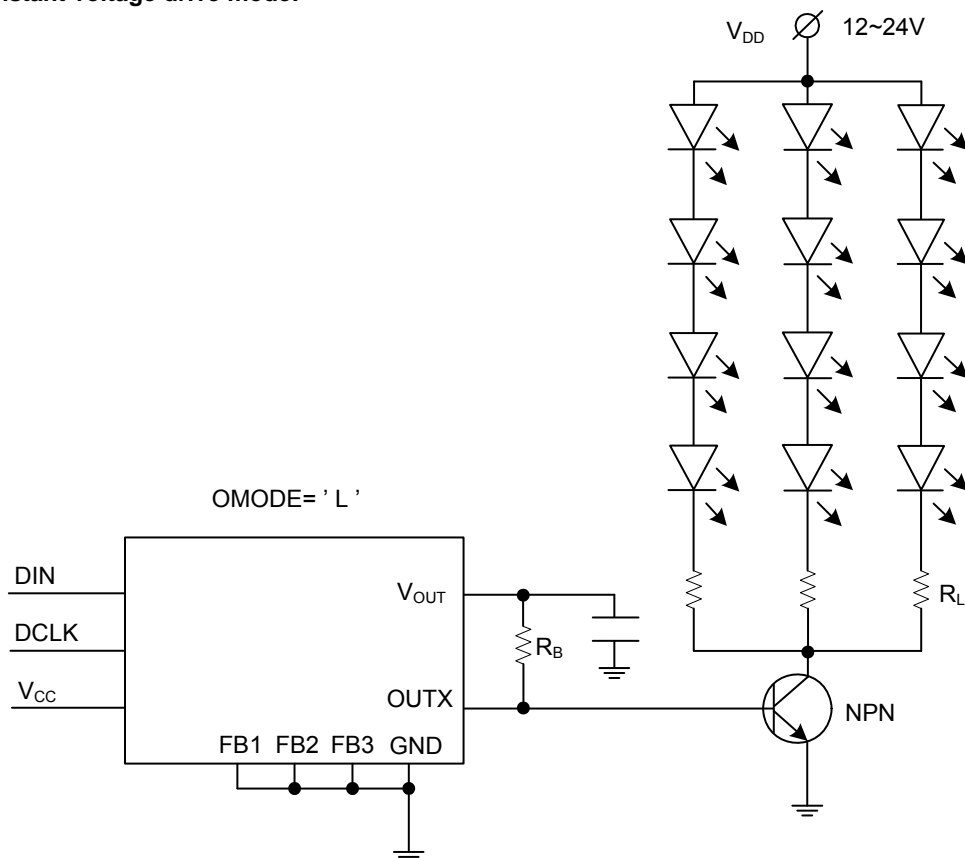 V_DD 12~24V
OMODE= ' L '
DIN
V_OUT
R_L
DCLK
R_B
V_CC
OUTX
NPN
FB1 FB2 FB3 GND